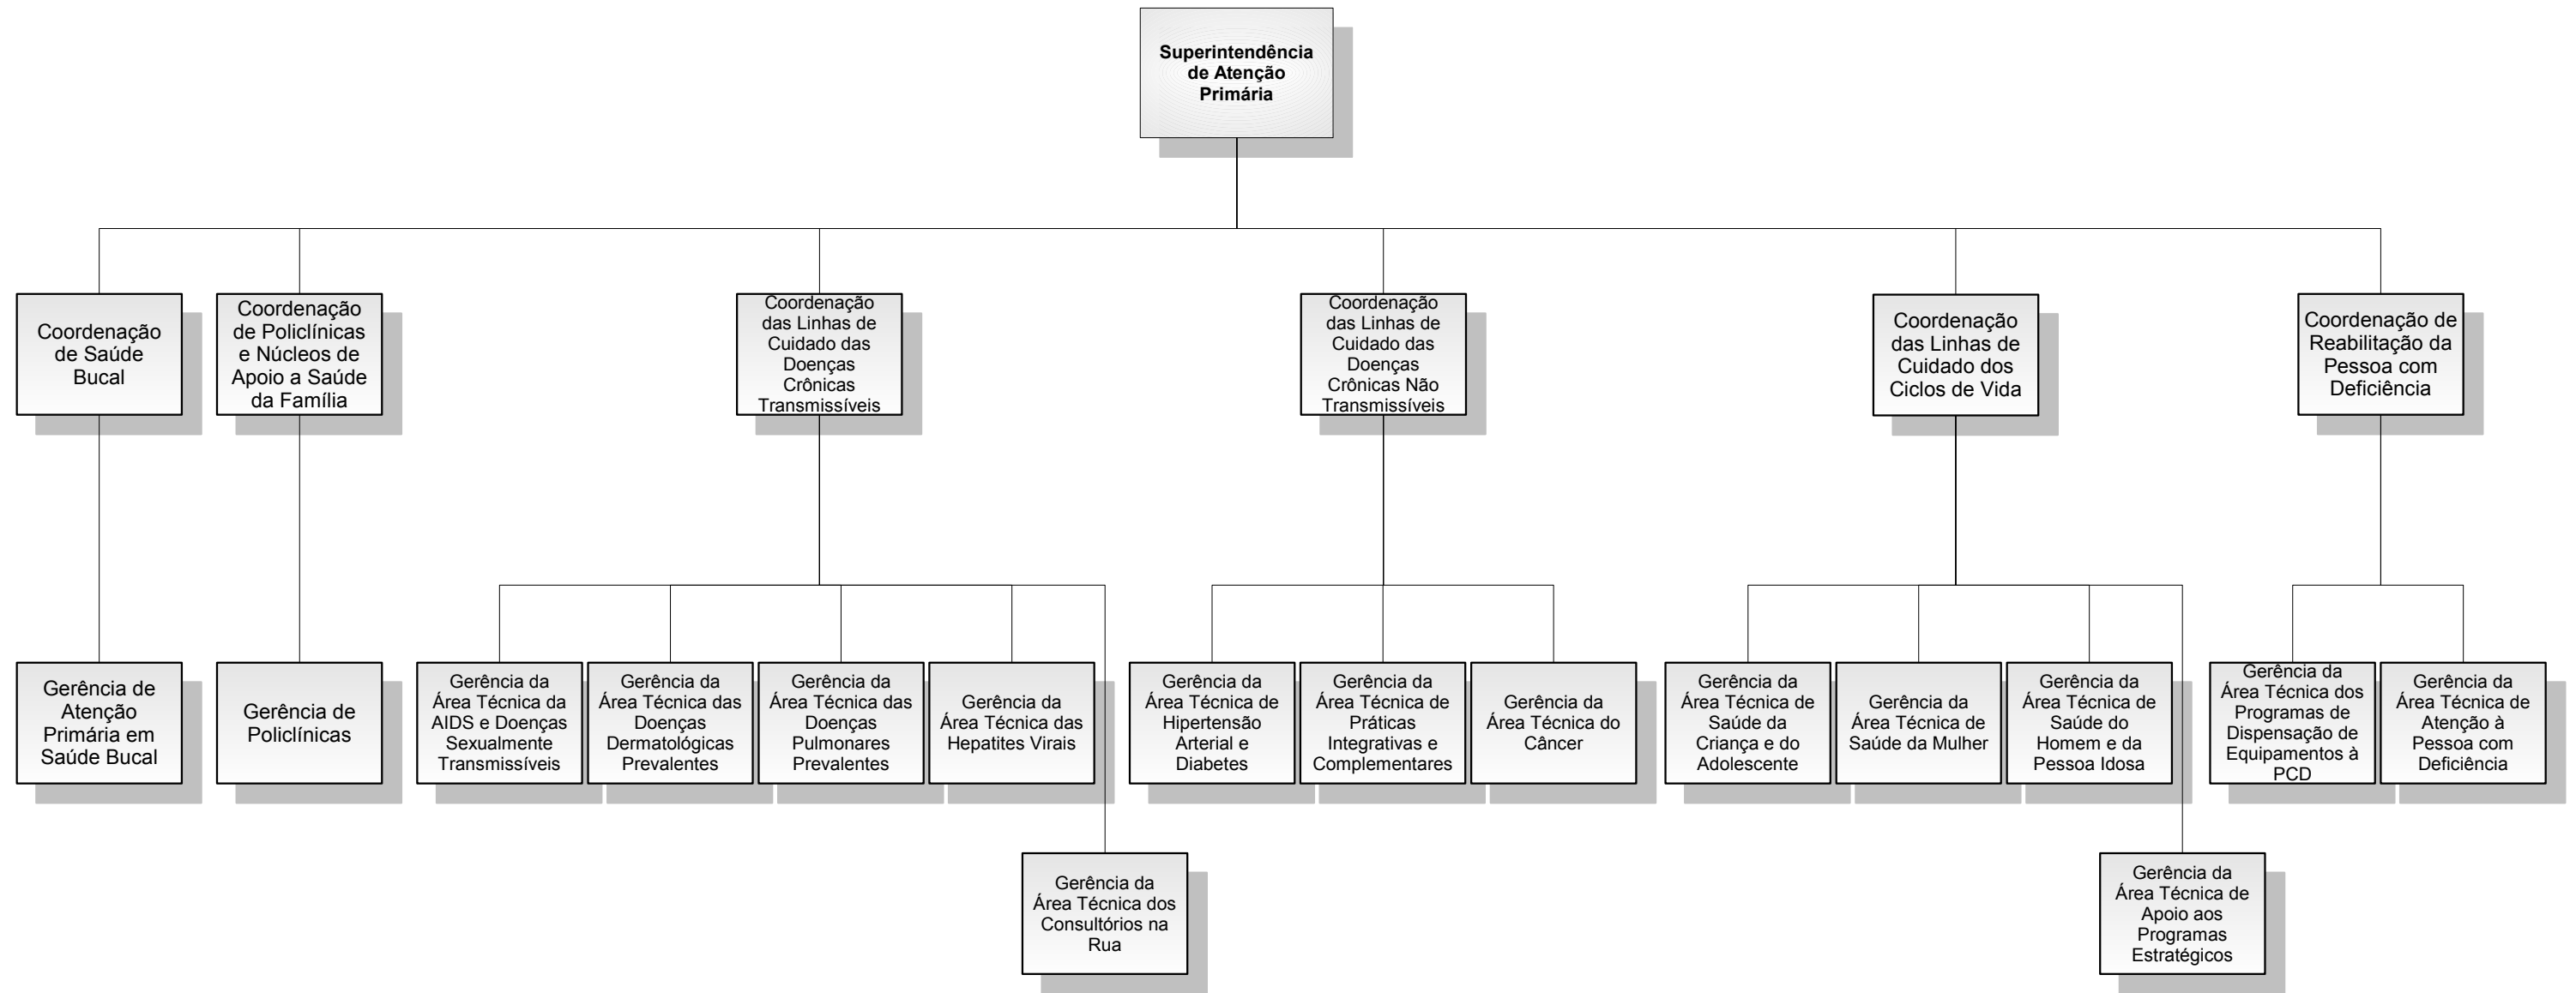 Superintendência
de Atenção
Primária
Coordenação
de Saúde
Bucal
Coordenação
de Policlínicas
e Núcleos de
Apoio a Saúde
da Família
Coordenação
das Linhas de
Cuidado das
Doenças
Crônicas
Transmissíveis
Coordenação
das Linhas de
Cuidado das
Doenças
Crônicas Não
Transmissíveis
Coordenação
das Linhas de
Cuidado dos
Ciclos de Vida
Coordenação de
Reabilitação da
Pessoa com
Deficiência
Gerência de
Atenção
Primária em
Saúde Bucal
Gerência de
Policlínicas
Gerência da
Área Técnica da
AIDS e Doenças
Sexualmente
Transmissíveis
Gerência da
Área Técnica das
Doenças
Dermatológicas
Prevalentes
Gerência da
Área Técnica das
Doenças
Pulmonares
Prevalentes
Gerência da
Área Técnica das
Hepatites Virais
Gerência da
Área Técnica de
Hipertensão
Arterial e
Diabetes
Gerência da
Área Técnica de
Práticas
Integrativas e
Complementares
Gerência da
Área Técnica do
Câncer
Gerência da
Área Técnica de
Saúde da
Criança e do
Adolescente
Gerência da
Área Técnica de
Saúde da Mulher
Gerência da
Área Técnica de
Saúde do
Homem e da
Pessoa Idosa
Gerência da
Área Técnica dos
Programas de
Dispensação de
Equipamentos à
PCD
Gerência da
Área Técnica de
Atenção à
Pessoa com
Deficiência
Gerência da
Área Técnica dos
Consultórios na
Rua
Gerência da
Área Técnica de
Apoio aos
Programas
Estratégicos